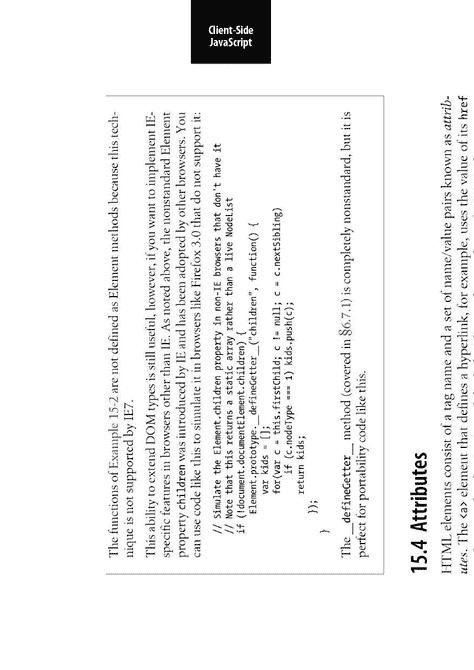 Client-Side
JavaScript
The functions of Example 15-2 are not defined as Element methods because this tech-
nique is not supported by IE7.
This ability to extend DOM types is still useful, however, if you want to implement IE-
specific features in browsers other than IE. As noted above, the nonstandard Element
property children was introduced by IE and has been adopted by other browsers. You
can use code like this to simulate it in browsers like Firefox 3.0 that do not support it:
// Simulate the Element.children property in non-IE browsers that don't have it
// Note that this returns a static array rather than a live NodeList
if (!document.documentElement.children) {
Element.prototype.__defineGetter__("children", function() {
var kids = [];
for(var c = this.firstChild; c != null; c = c.nextSibling)
if (c.nodeType === 1) kids.push(c);
return kids;
});
}
The __defineGetter__ method (covered in §6.7.1) is completely nonstandard, but it is
perfect for portability code like this.
15.4 Attributes
HTML elements consist of a tag name and a set of name/value pairs known as attrib-
utes. The <a> element that defines a hyperlink, for example, uses the value of its href